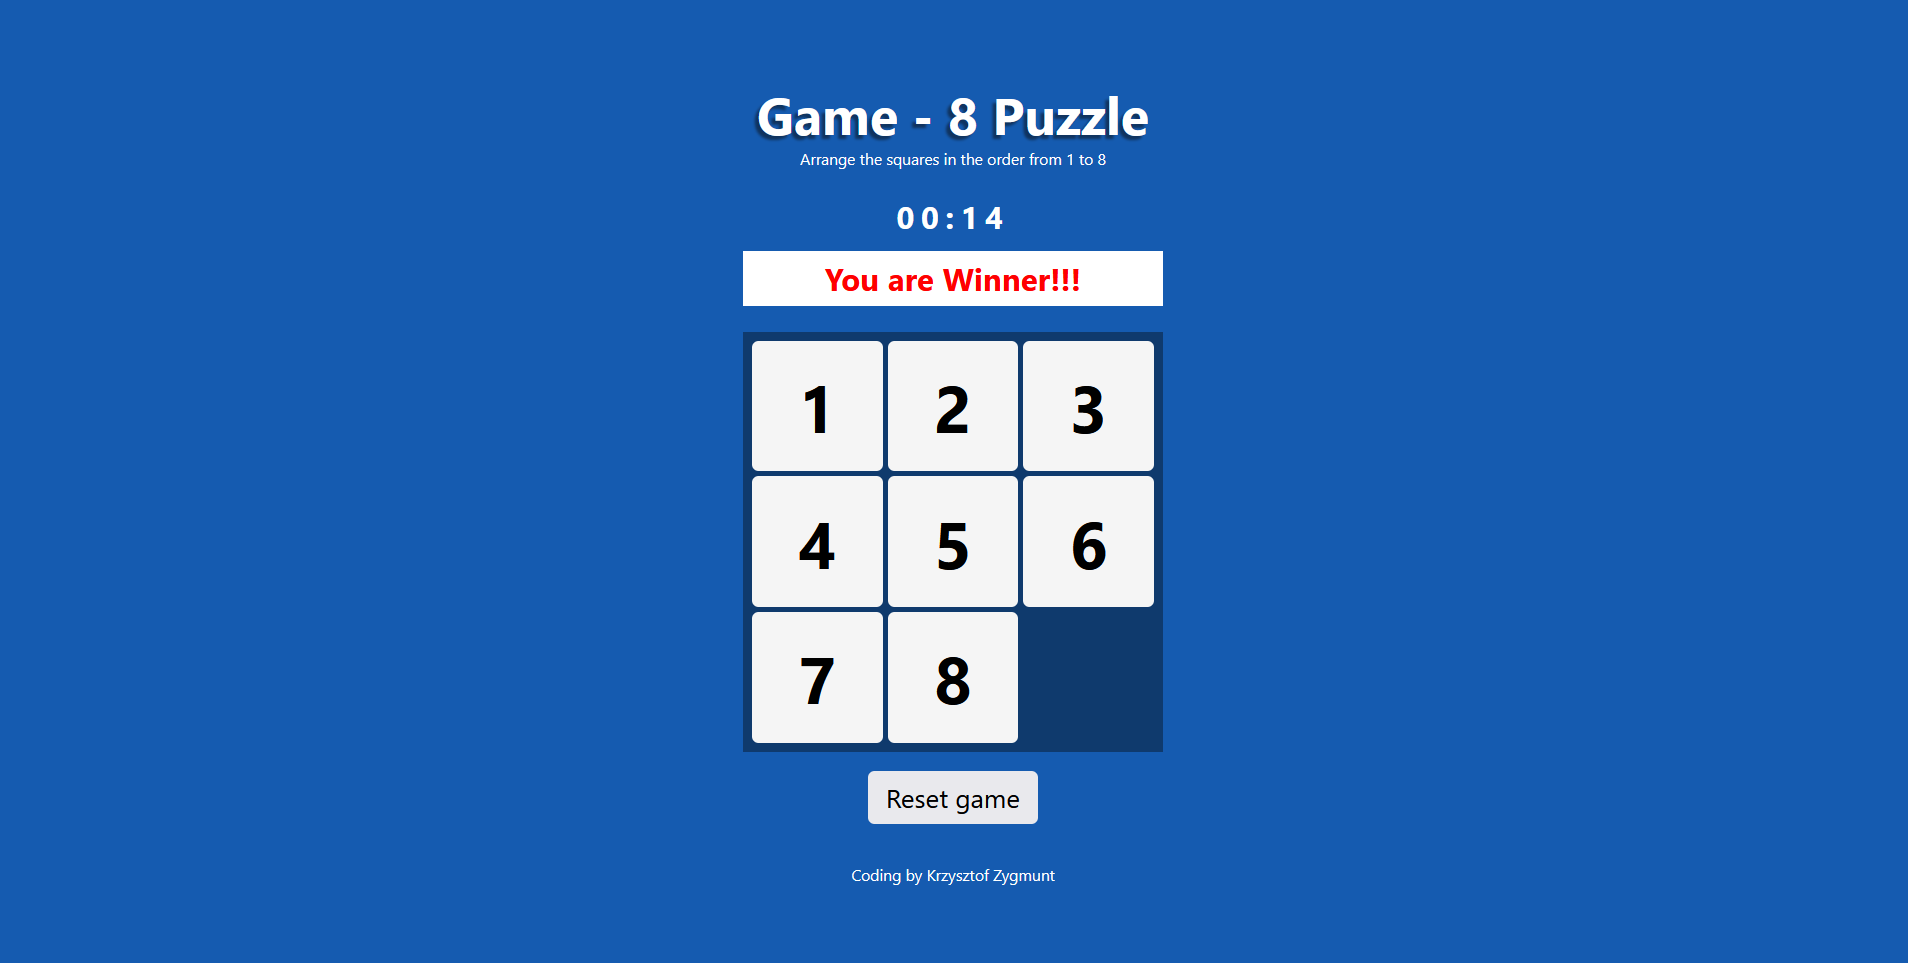 Game - 8 Puzzle
Arrange the squares in the order from 1 to 8
00:14
You are Winner!!!
1 2 3
4 5 6
7 8
Reset game
Coding by Krzysztof Zygmunt